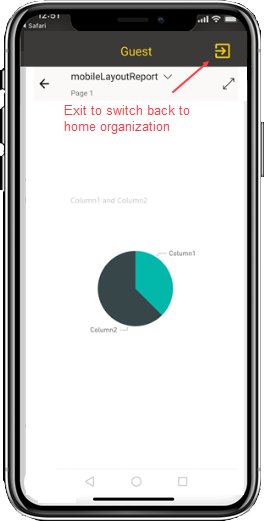 12:51
Safari
Guest
mobileLayoutReport
Page 1
Exit to switch back to
home organization
Column1 and Column2
Column1
Column2